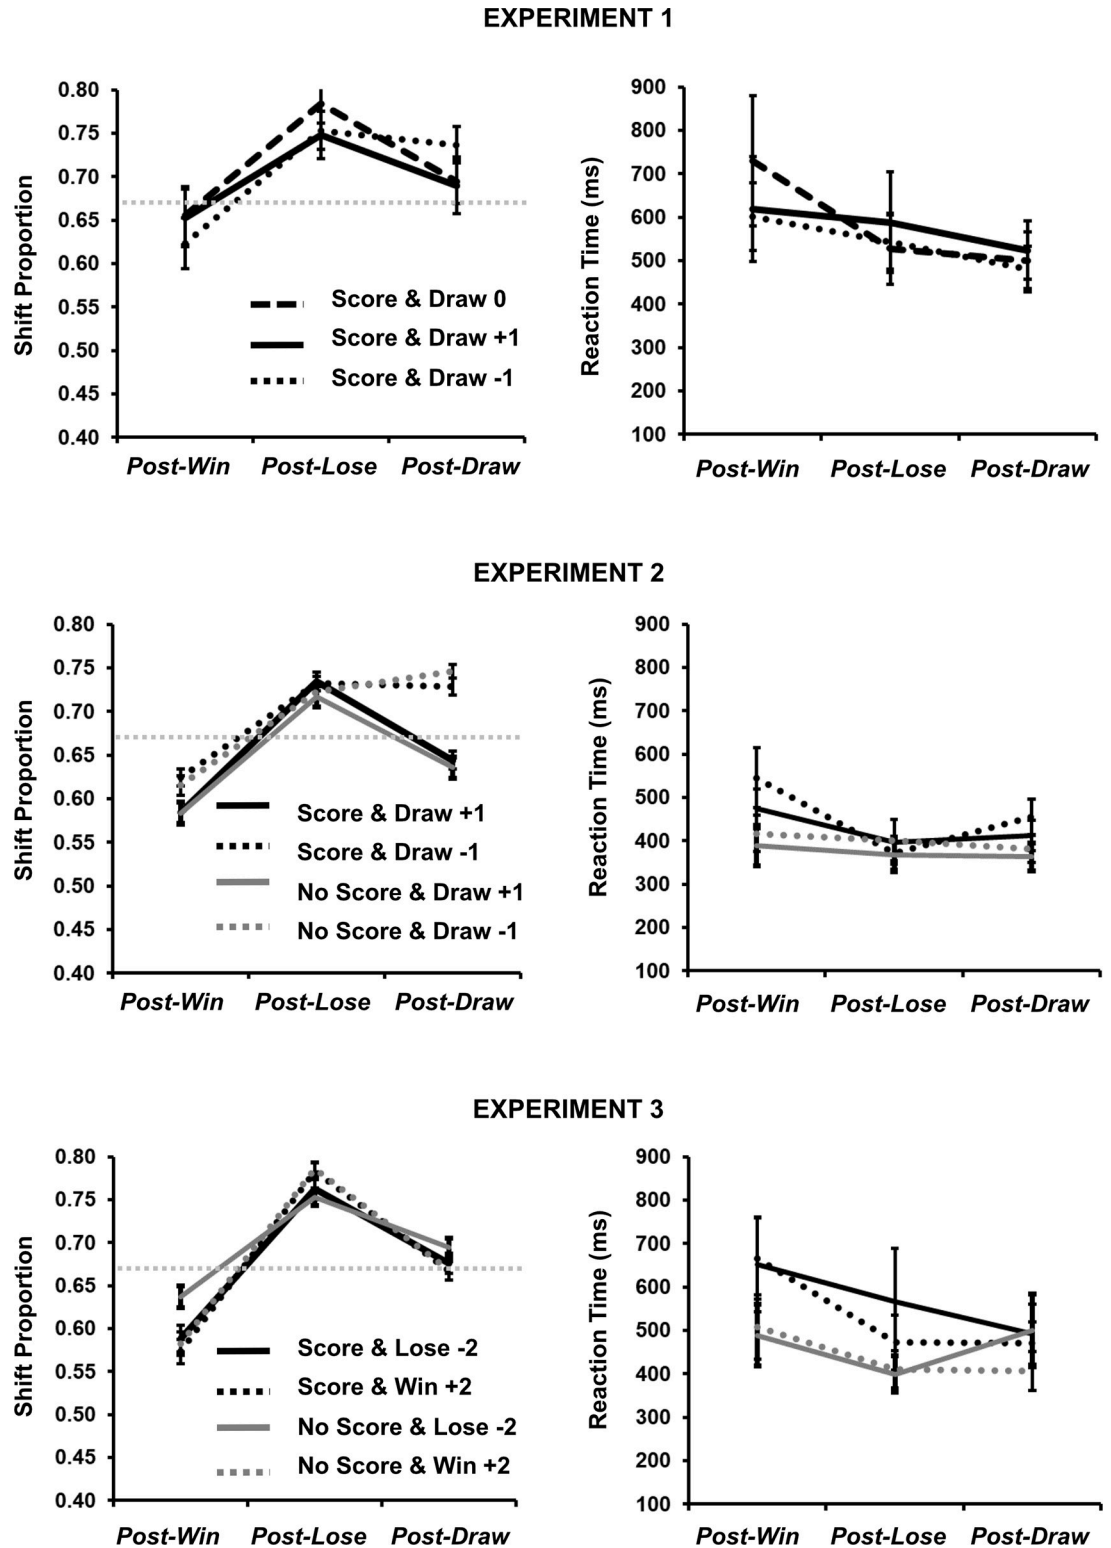 EXPERIMENT 1
Shift Proportion
0.80
0.75
0.70
0.65
0.60
0.55
0.50
0.45
0.40
Score & Draw 0
Score & Draw +1
Score & Draw -1
Post-Win Post-Lose Post-Draw
Reaction Time (ms)
900
800
700
600
500
400
300
200
100
Post-Win Post-Lose Post-Draw
EXPERIMENT 2
Shift Proportion
0.80
0.75
0.70
0.65
0.60
0.55
0.50
0.45
0.40
Score & Draw +1
Score & Draw -1
No Score & Draw +1
No Score & Draw -1
Post-Win Post-Lose Post-Draw
Reaction Time (ms)
900
800
700
600
500
400
300
200
100
Post-Win Post-Lose Post-Draw
EXPERIMENT 3
Shift Proportion
0.80
0.75
0.70
0.65
0.60
0.55
0.50
0.45
0.40
Score & Lose -2
Score & Win +2
No Score & Lose -2
No Score & Win +2
Post-Win Post-Lose Post-Draw
Reaction Time (ms)
900
800
700
600
500
400
300
200
100
Post-Win Post-Lose Post-Draw